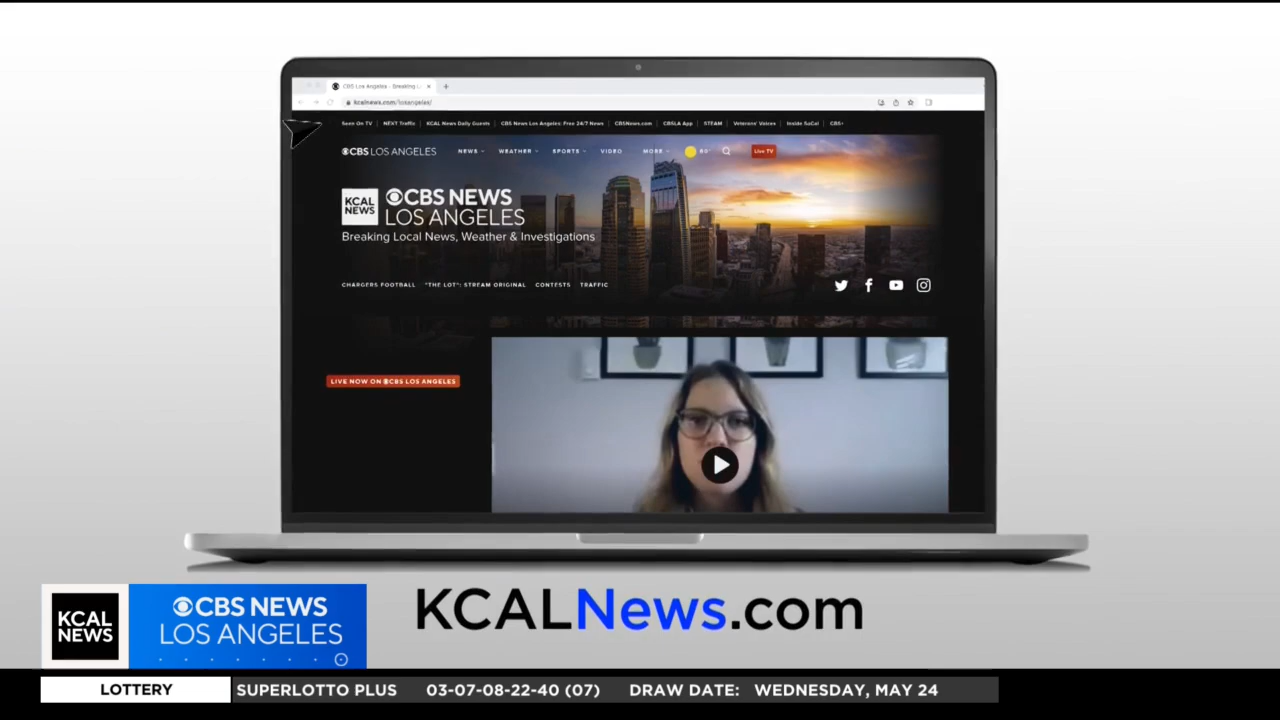 CBS Los Angeles - Breaking L
kcalnews.com/losangeles/
Seen On TV | NEXT Traffix | KCAL News Daily Guests | CBS News Los Angeles: Free 24/7 News | CBSNews.com | CBSLA App | STEAM | Veterans' Voices | Inside SoCal | CBS+
CBS LOS ANGELES NEWS WEATHER SPORTS VIDEO MORE Live TV
KCAL NEWS
CBS NEWS
LOS ANGELES
Breaking Local News, Weather & Investigations
CHARGERS FOOTBALL "THE LOT": STREAM ORIGINAL CONTESTS TRAFFIC
LIVE NOW ON CBS LOS ANGELES
KCALNews.com
KCAL
NEWS
CBS NEWS
LOS ANGELES
LOTTERY SUPERLOTTO PLUS 03-07-08-22-40 (07) DRAW DATE: WEDNESDAY, MAY 24